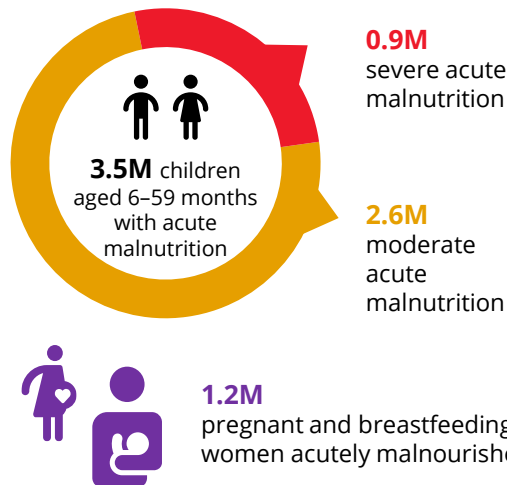 0.9M
severe acute
malnutrition
3.5M children
aged 6–59 months
with acute
malnutrition
2.6M
moderate
acute
malnutrition
1.2M
pregnant and breastfeeding
women acutely